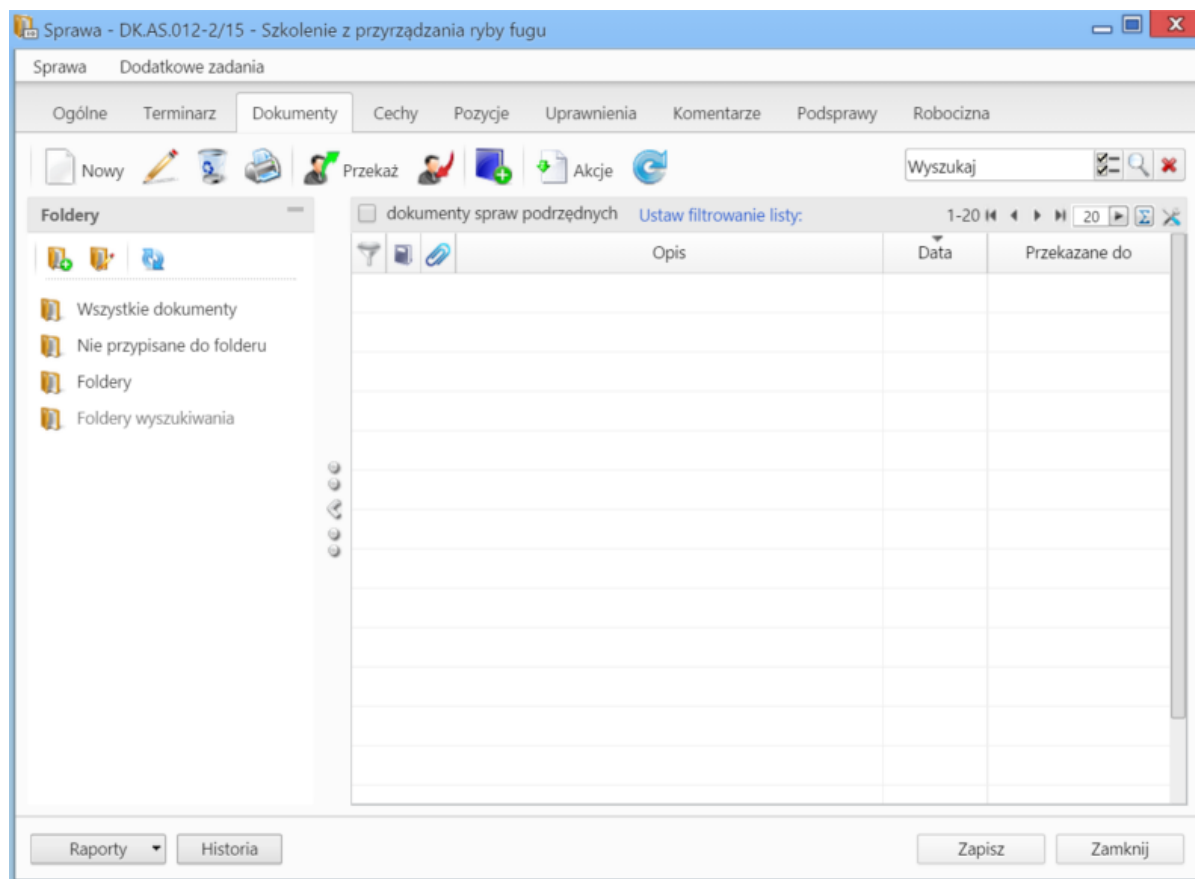 Sprawa - DK.AS.012-2/15 - Szkolenie z przyrządzania ryby fugu
Sprawa Dodatkowe zadania
Ogólne Terminarz Dokumenty Cechy Pozycje Uprawnienia Komentarze Podsprawy Robocizna
Nowy Przekaż Akcje Wyszukaj
Foldery dokumenty spraw podrzędnych Ustaw filtrowanie listy: 1-20 20 Σ
Opis Data Przekazane do
Wszystkie dokumenty
Nie przypisane do folderu
Foldery
Foldery wyszukiwania
Raporty Historia Zapisz Zamknij